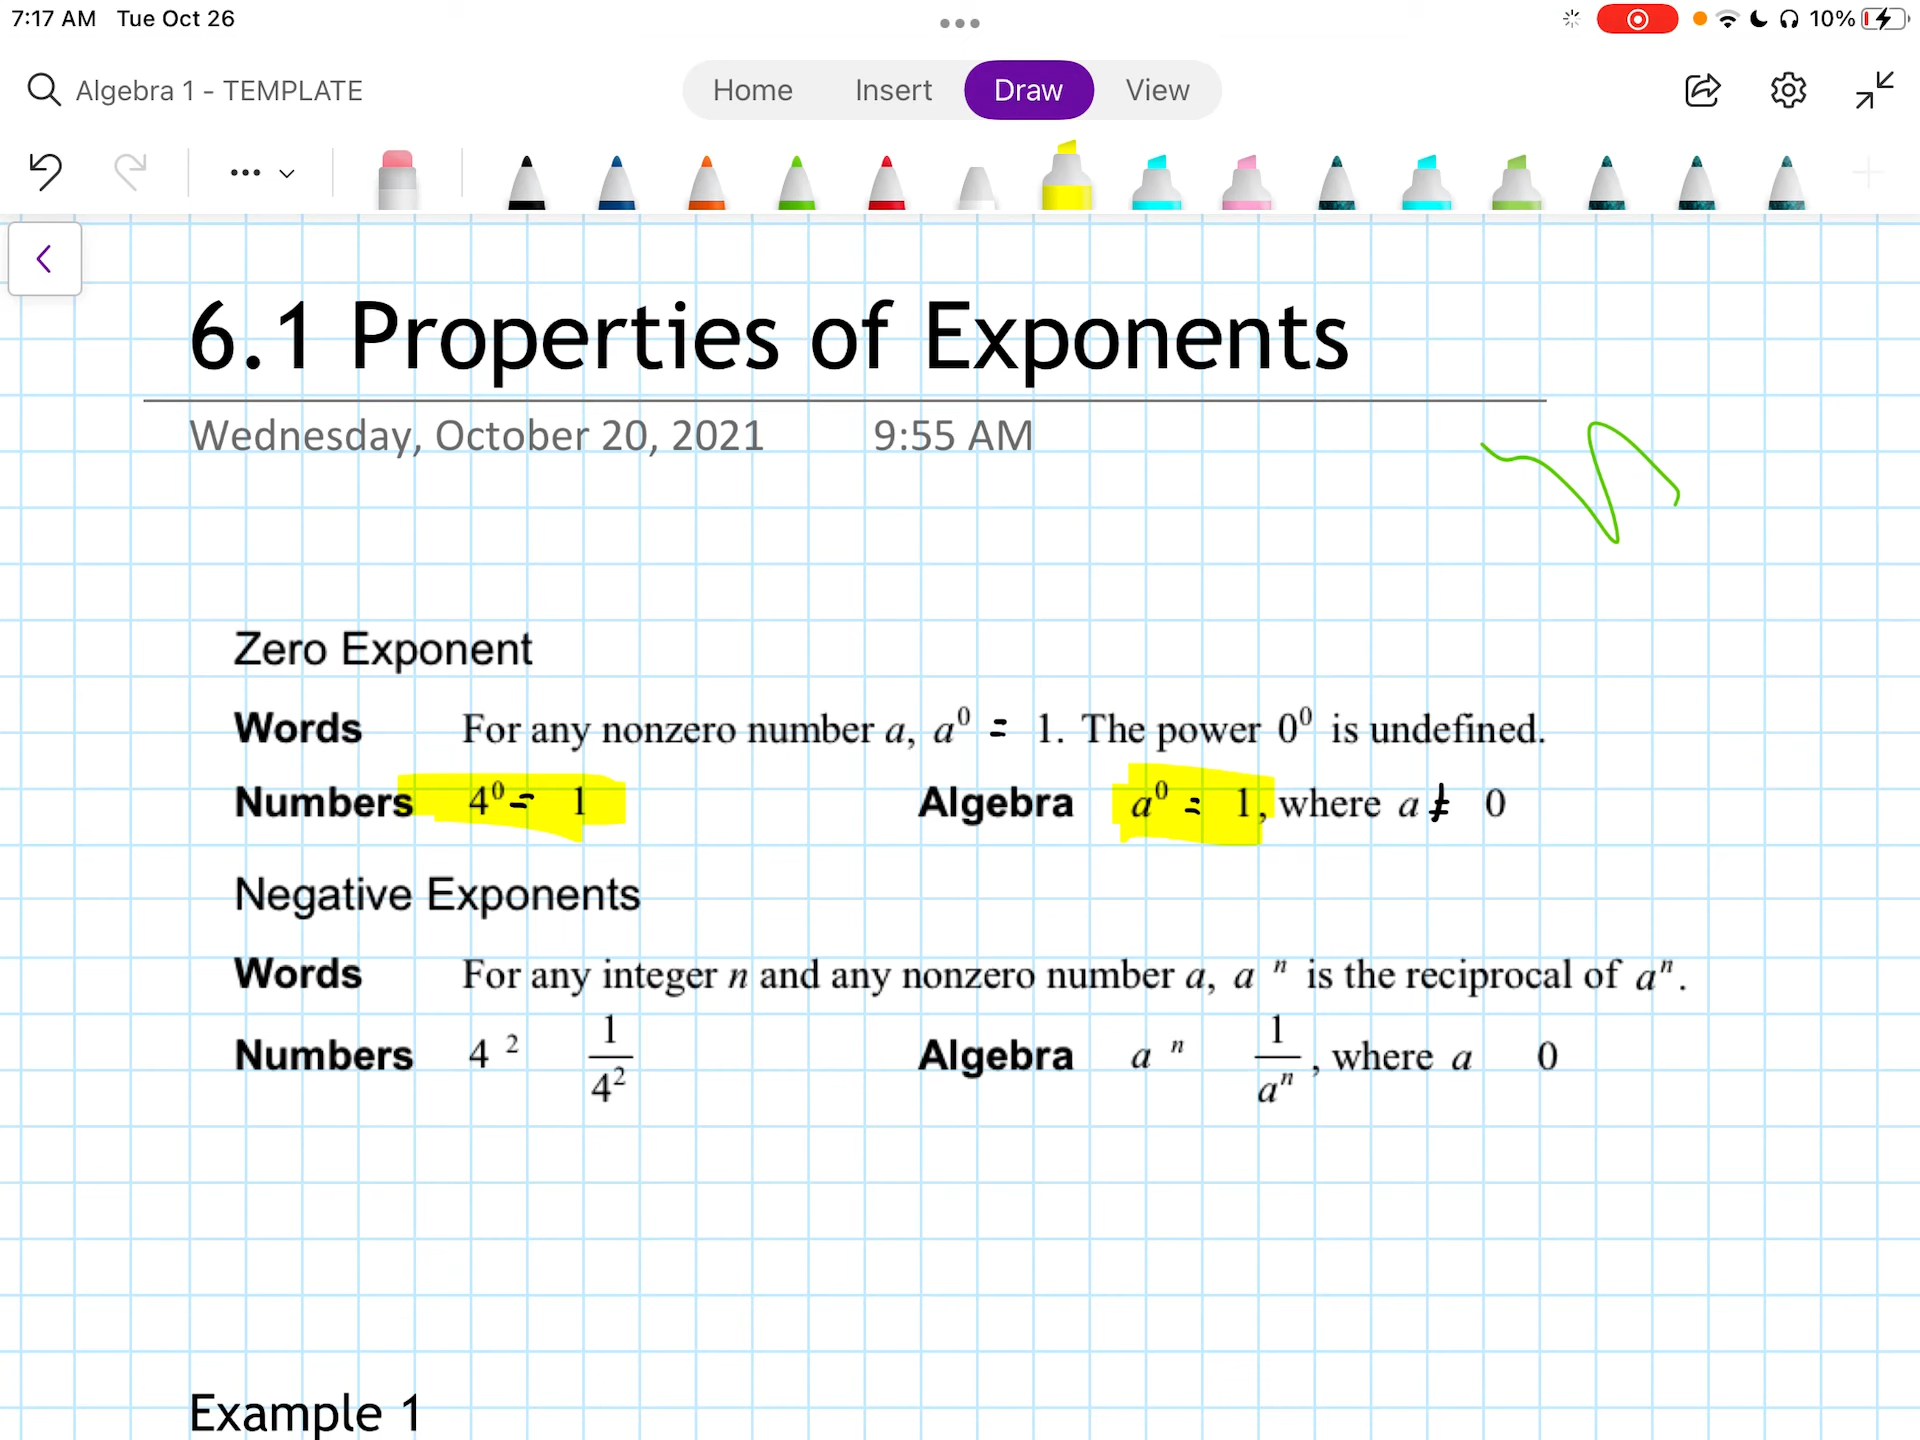 7:17 AM Tue Oct 26 10%
Algebra 1 - TEMPLATE Home Insert Draw View
6.1 Properties of Exponents
Wednesday, October 20, 2021 9:55 AM
Zero Exponent
Words For any nonzero number a, a⁰ = 1. The power 0⁰ is undefined.
Numbers 4⁰ = 1 Algebra a⁰ = 1, where a ≠ 0
Negative Exponents
Words For any integer n and any nonzero number a, a ⁿ is the reciprocal of aⁿ.
Numbers 4 ² 1/4² Algebra a ⁿ 1/aⁿ, where a 0
Example 1